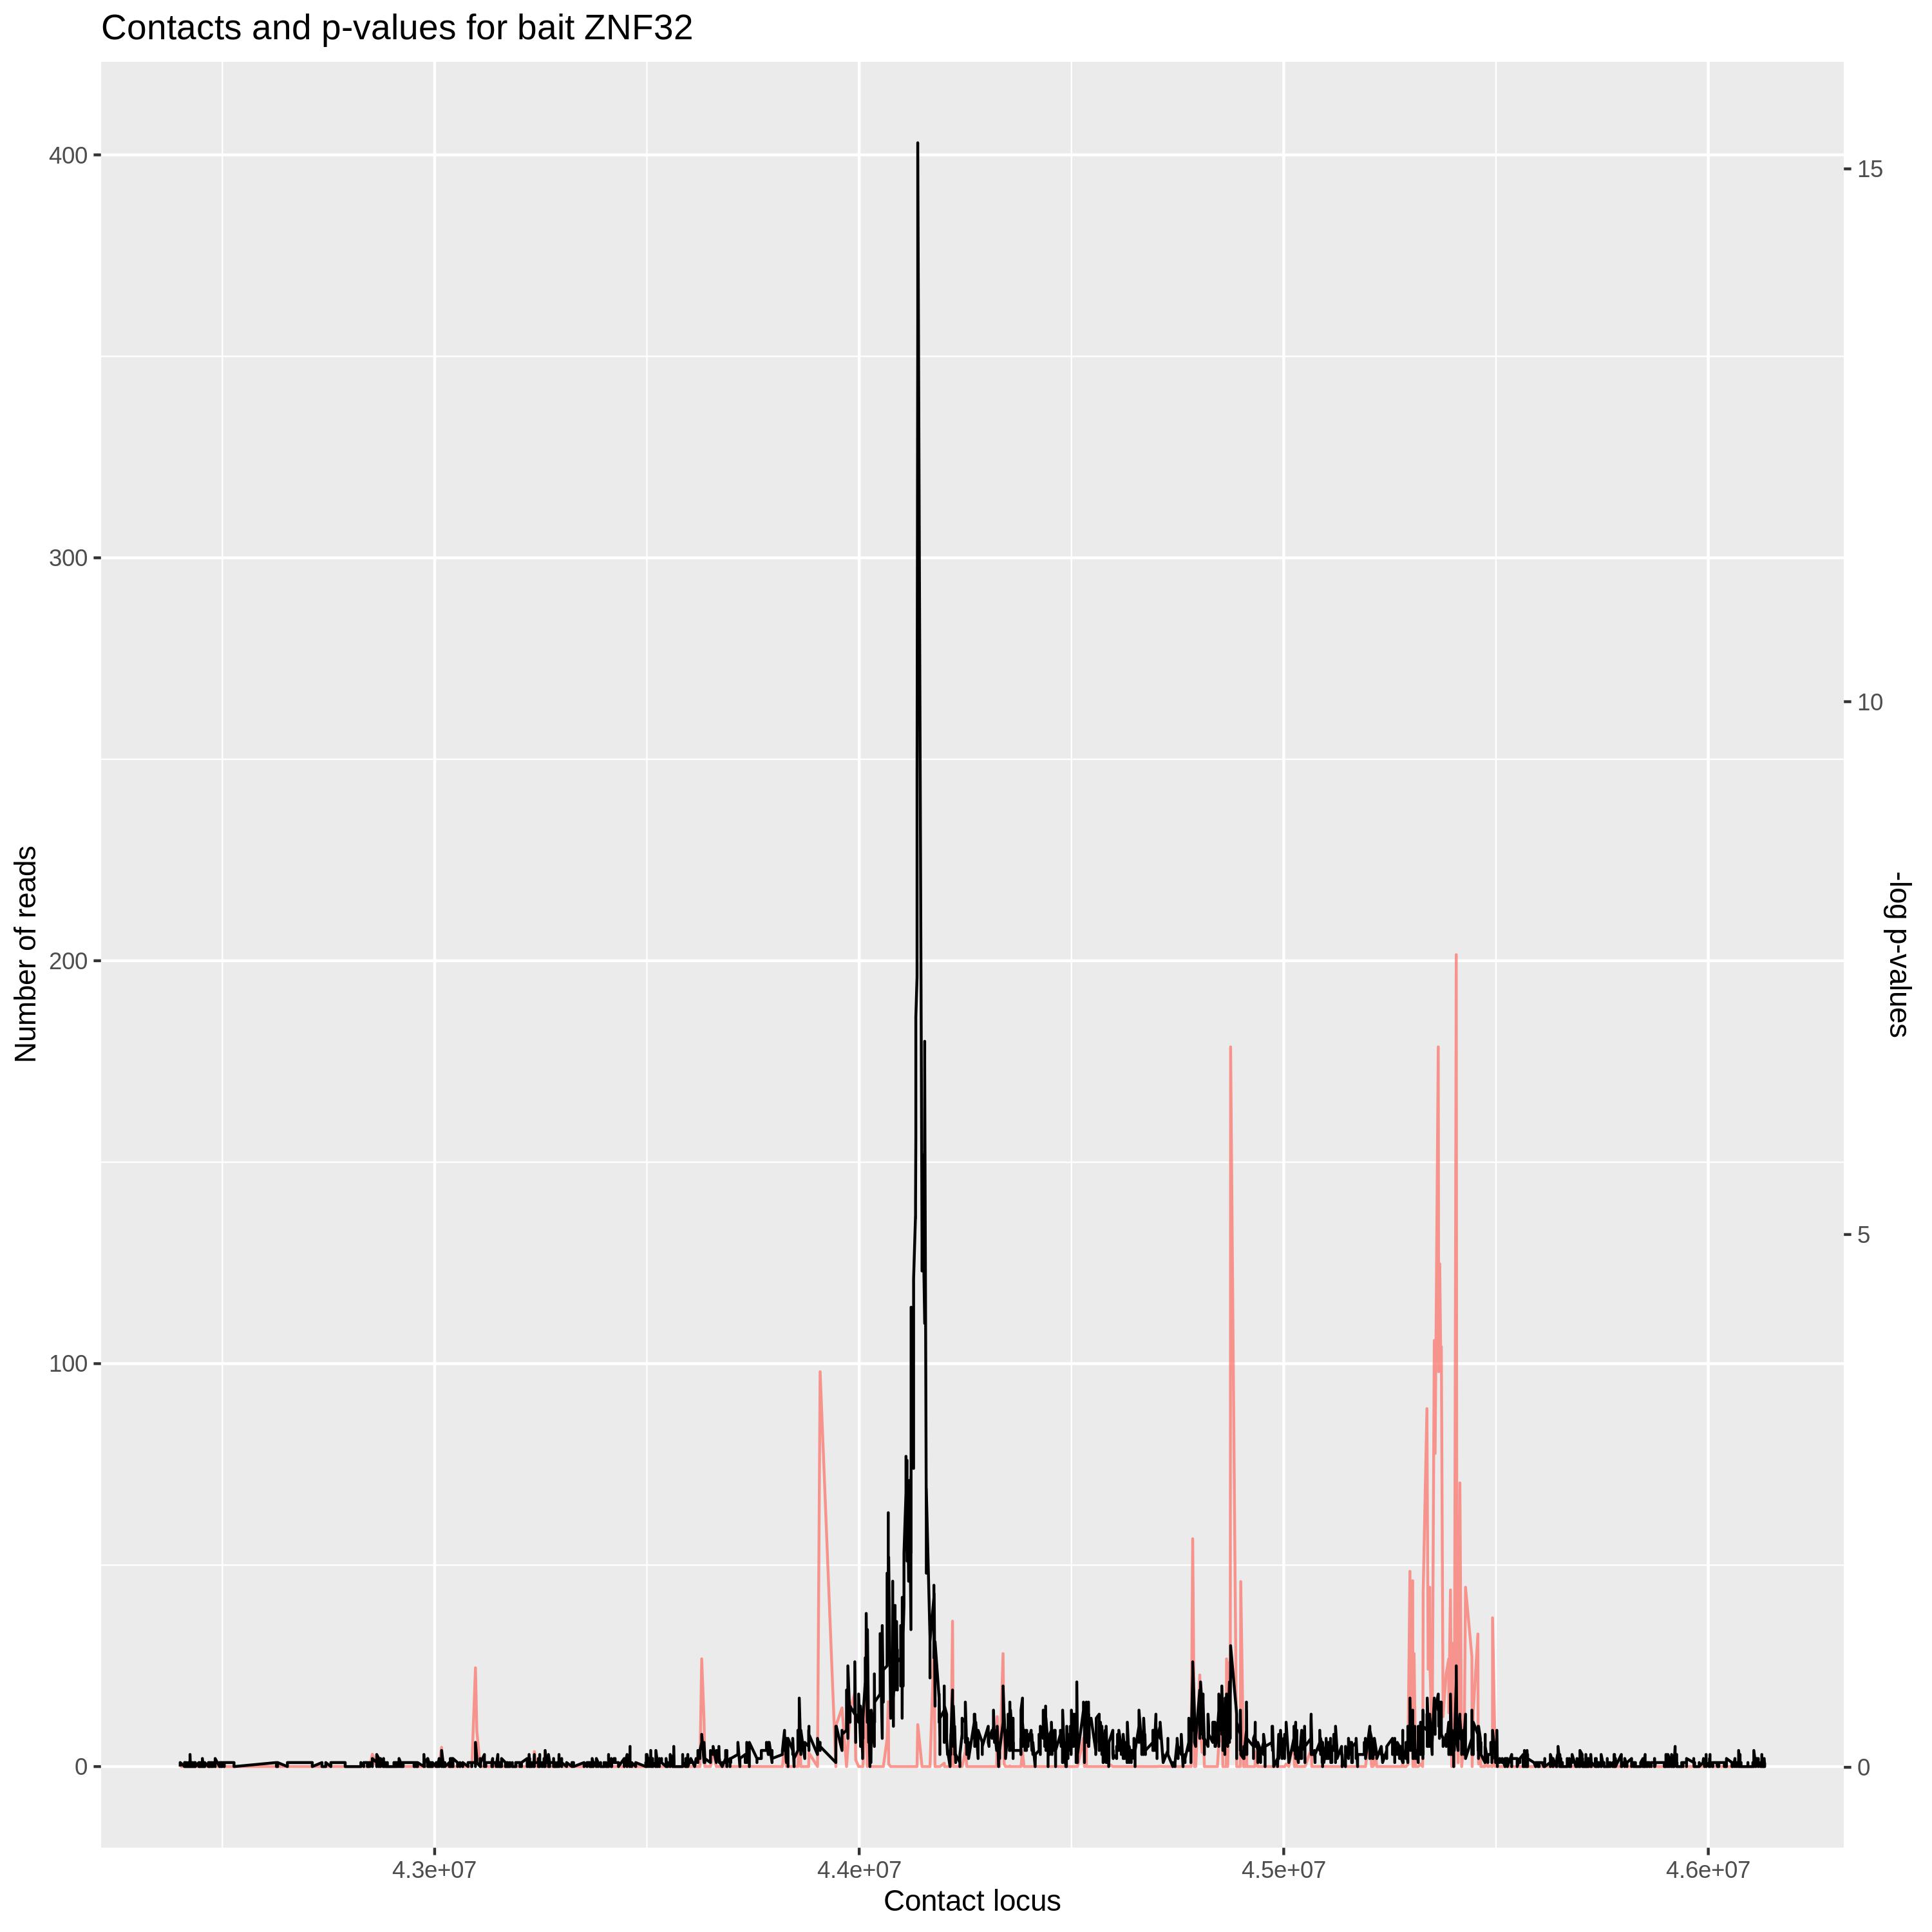 Contacts and p-values for bait ZNF32
400
300
200
100
0
Number of reads
15
10
5
0
-log p-values
4.3e+07
4.4e+07
4.5e+07
4.6e+07
Contact locus